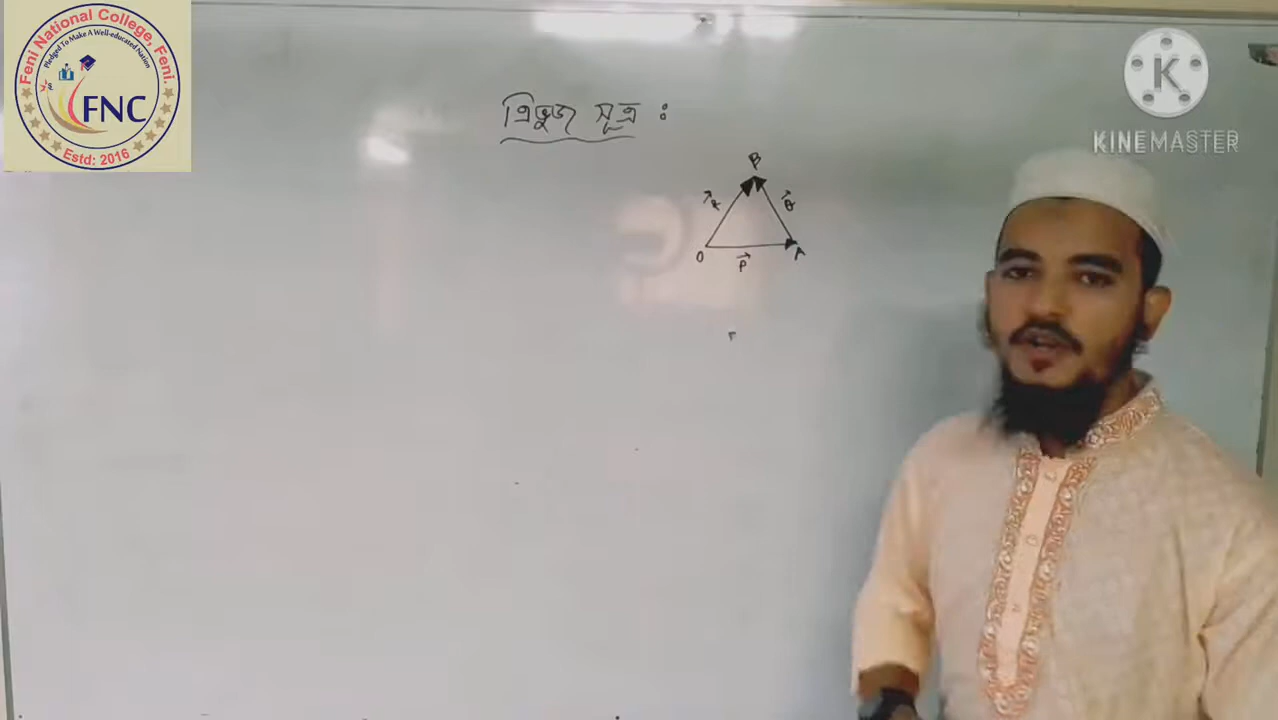 Feni National College, Feni.
Pledged To Make A Well-educated Nation
FNC
Estd: 2016
K
KINEMASTER
ত্রিভুজ সূত্র :
B
R Q
O P A